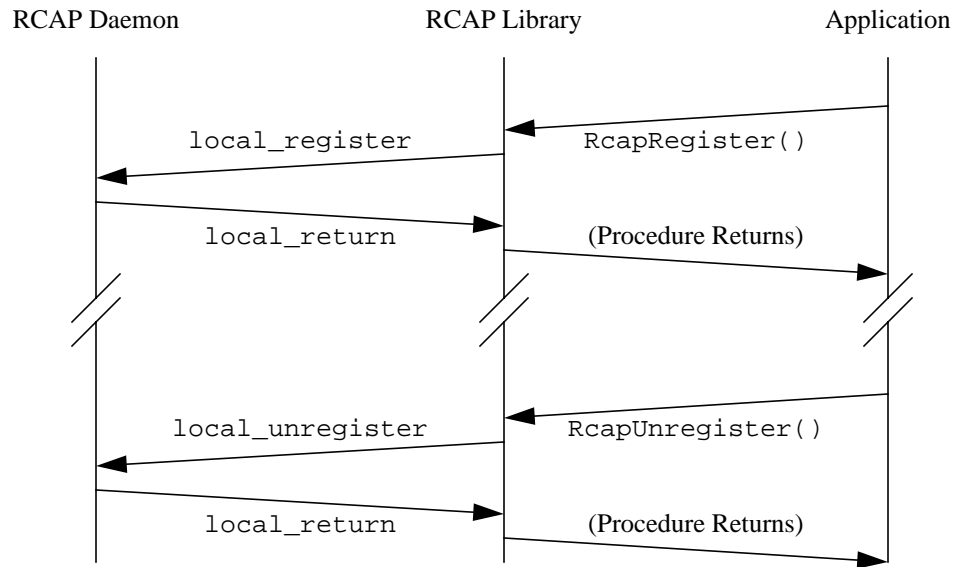 RCAP Daemon RCAP Library Application
RcapRegister()
local_register
local_return
(Procedure Returns)
RcapUnregister()
local_unregister
local_return
(Procedure Returns)